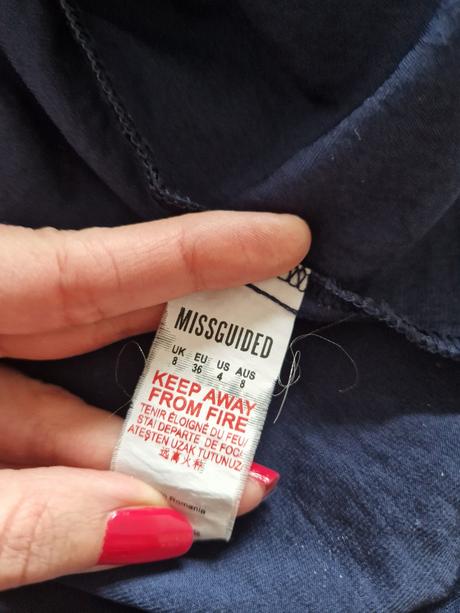 MISSGUIDED
UK EU US AUS
8 36 4 8
KEEP AWAY
FROM FIRE
TENIR ÉLOIGNÉ DU FEU
STAI DEPARTE DE FOC
ATEŞTEN UZAK TUTUNUZ
远离火种
Romania